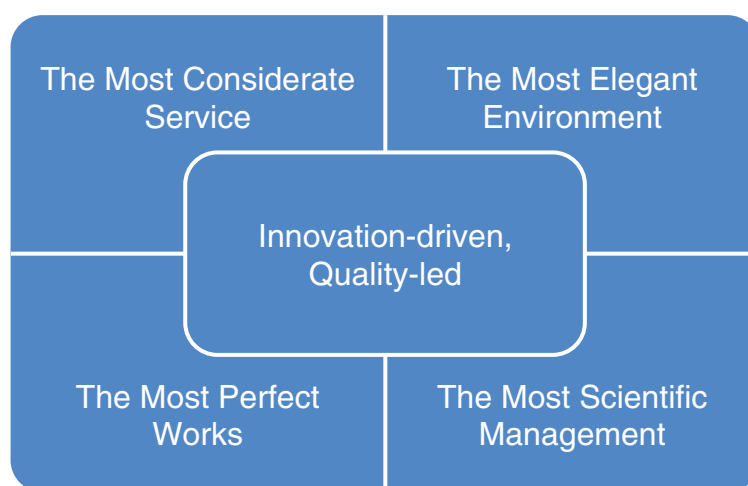 The Most Considerate
Service
The Most Elegant
Environment
Innovation-driven,
Quality-led
The Most Perfect
Works
The Most Scientific
Management